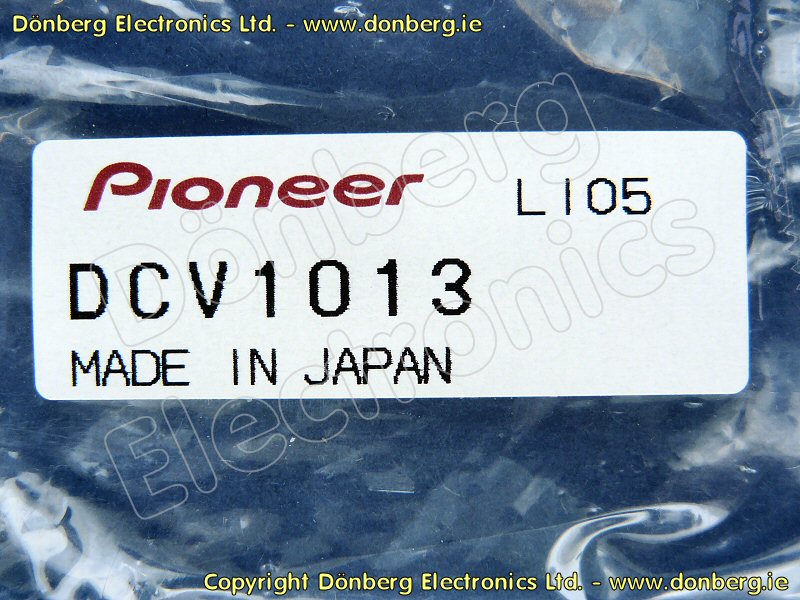 Dönberg Electronics Ltd. - www.donberg.ie
Pioneer LI05
DCV1013
MADE IN JAPAN
Dönberg
Electronics
Copyright Dönberg Electronics Ltd. - www.donberg.ie